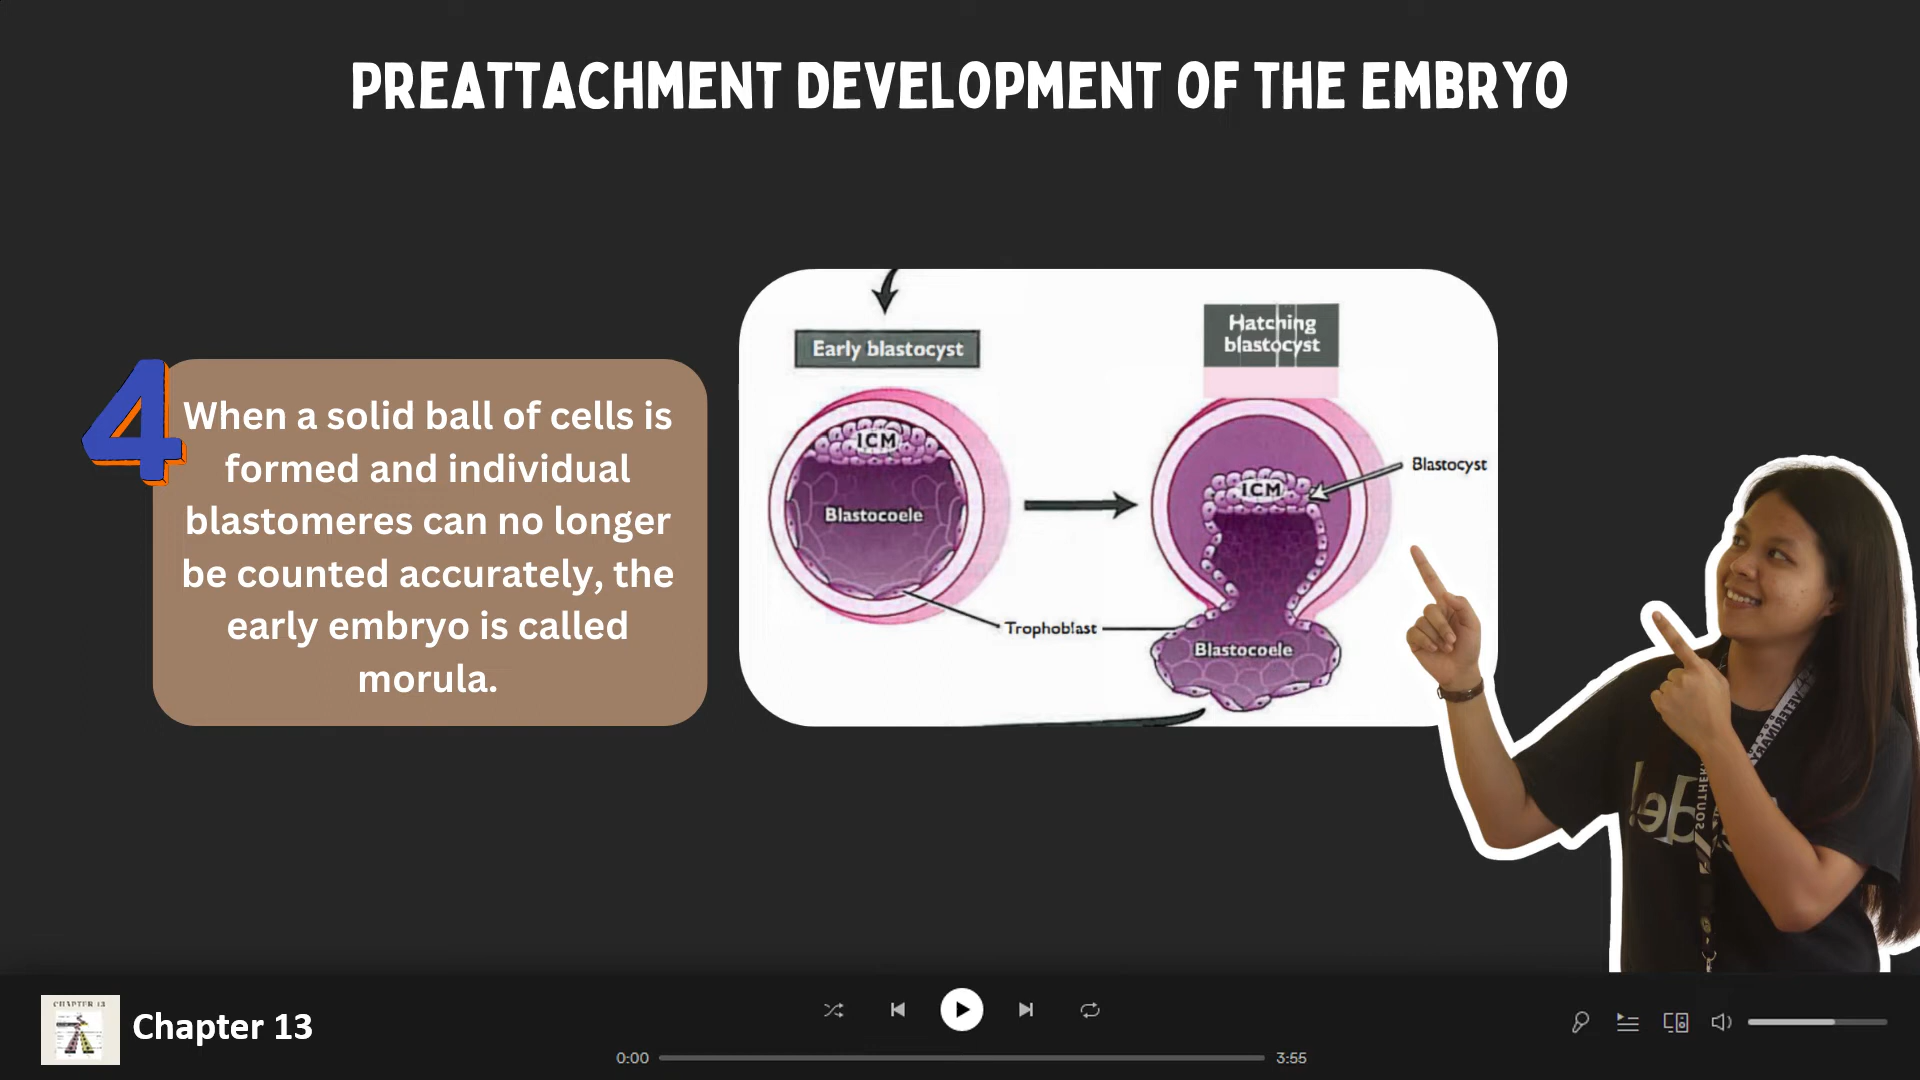 PREATTACHMENT DEVELOPMENT OF THE EMBRYO
4
When a solid ball of cells is
formed and individual
blastomeres can no longer
be counted accurately, the
early embryo is called
morula.
Early blastocyst
ICM
Blastocoele
Trophoblast
Hatching
blastocyst
ICM
Blastocyst
Blastocoele
CHAPTER 13
Chapter 13
0:00
3:55